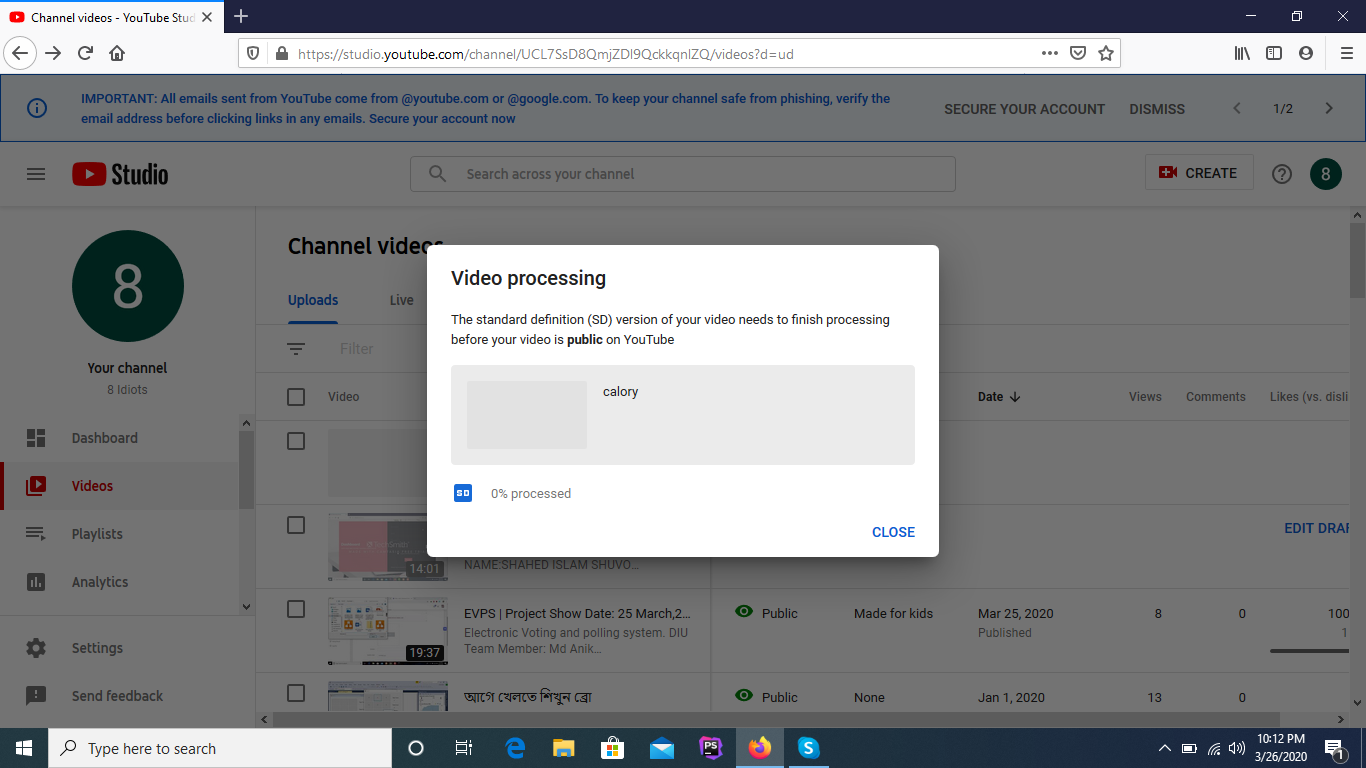 Channel videos - YouTube Stud
https://studio.youtube.com/channel/UCL7SsD8QmjZDl9QckkqnlZQ/videos?d=ud
IMPORTANT: All emails sent from YouTube come from @youtube.com or @google.com. To keep your channel safe from phishing, verify the
email address before clicking links in any emails. Secure your account now
SECURE YOUR ACCOUNT
DISMISS
1/2
Studio
Search across your channel
CREATE
8
8
Your channel
8 Idiots
Dashboard
Videos
Playlists
Analytics
Settings
Send feedback
Channel videos
Uploads
Live
Filter
Video
Date
Views
Comments
Likes (vs. disli
Video processing
The standard definition (SD) version of your video needs to finish processing
before your video is public on YouTube
calory
SD
0% processed
CLOSE
14:01
NAME:SHAHED ISLAM SHUVO...
EDIT DRAF
19:37
EVPS | Project Show Date: 25 March,2...
Electronic Voting and polling system. DIU
Team Member: Md Anik...
Public
Made for kids
Mar 25, 2020
Published
8
0
100
1
আগে খেলতে শিখুন ব্রো
Public
None
Jan 1, 2020
13
0
Type here to search
PS
10:12 PM
3/26/2020
1